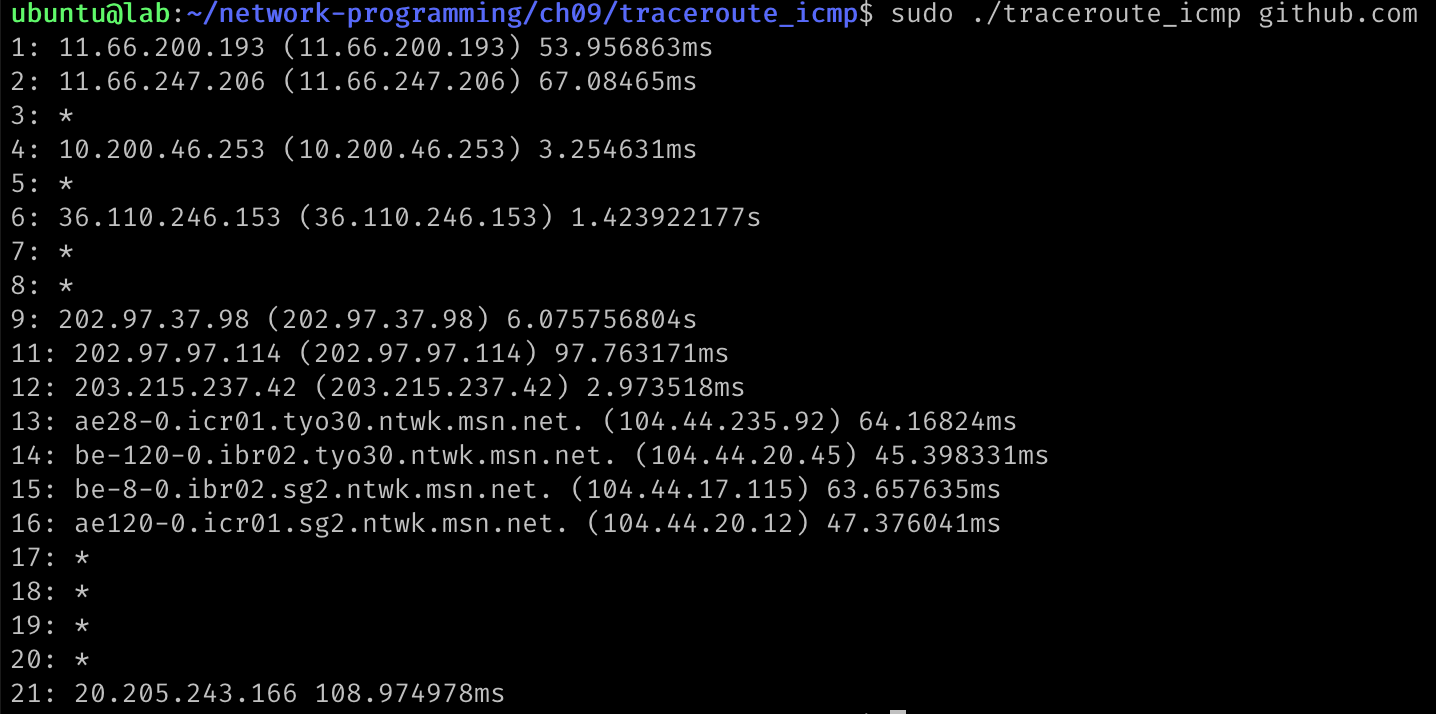 ubuntu@lab:~/network-programming/ch09/traceroute_icmp$ sudo ./traceroute_icmp github.com
1: 11.66.200.193 (11.66.200.193) 53.956863ms
2: 11.66.247.206 (11.66.247.206) 67.08465ms
3: *
4: 10.200.46.253 (10.200.46.253) 3.254631ms
5: *
6: 36.110.246.153 (36.110.246.153) 1.423922177s
7: *
8: *
9: 202.97.37.98 (202.97.37.98) 6.075756804s
11: 202.97.97.114 (202.97.97.114) 97.763171ms
12: 203.215.237.42 (203.215.237.42) 2.973518ms
13: ae28-0.icr01.tyo30.ntwk.msn.net. (104.44.235.92) 64.16824ms
14: be-120-0.ibr02.tyo30.ntwk.msn.net. (104.44.20.45) 45.398331ms
15: be-8-0.ibr02.sg2.ntwk.msn.net. (104.44.17.115) 63.657635ms
16: ae120-0.icr01.sg2.ntwk.msn.net. (104.44.20.12) 47.376041ms
17: *
18: *
19: *
20: *
21: 20.205.243.166 108.974978ms